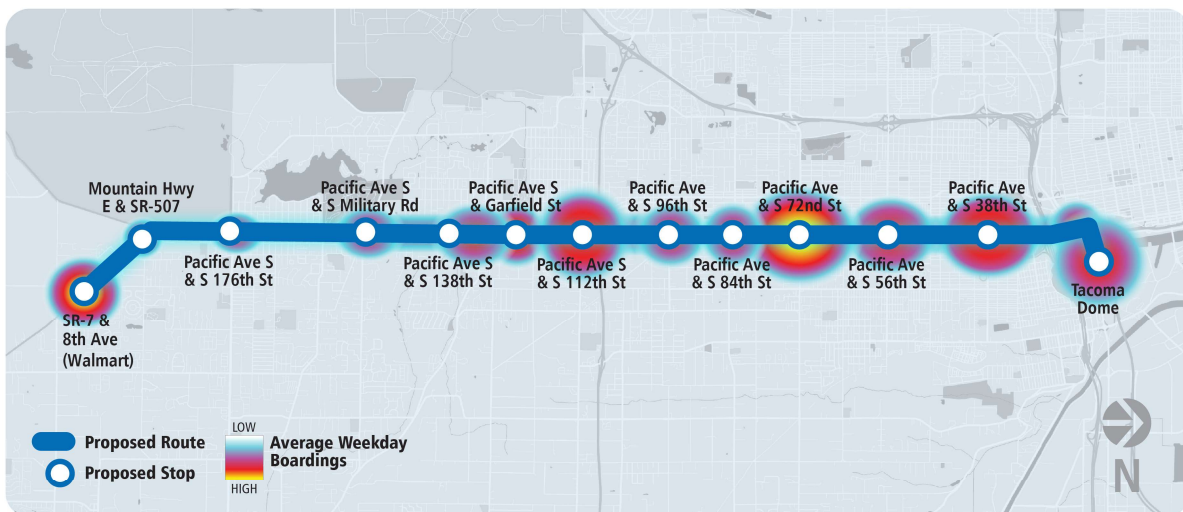 Mountain Hwy
E & SR-507
Pacific Ave S
& S Military Rd
Pacific Ave S
& Garfield St
Pacific Ave
& S 96th St
Pacific Ave
& S 72nd St
Pacific Ave
& S 38th St
Pacific Ave S
& S 176th St
Pacific Ave S
& S 138th St
Pacific Ave S
& S 112th St
Pacific Ave
& S 84th St
Pacific Ave
& S 56th St
Tacoma
Dome
SR-7 &
8th Ave
(Walmart)
Proposed Route
Proposed Stop
LOW
HIGH
Average Weekday
Boardings
N